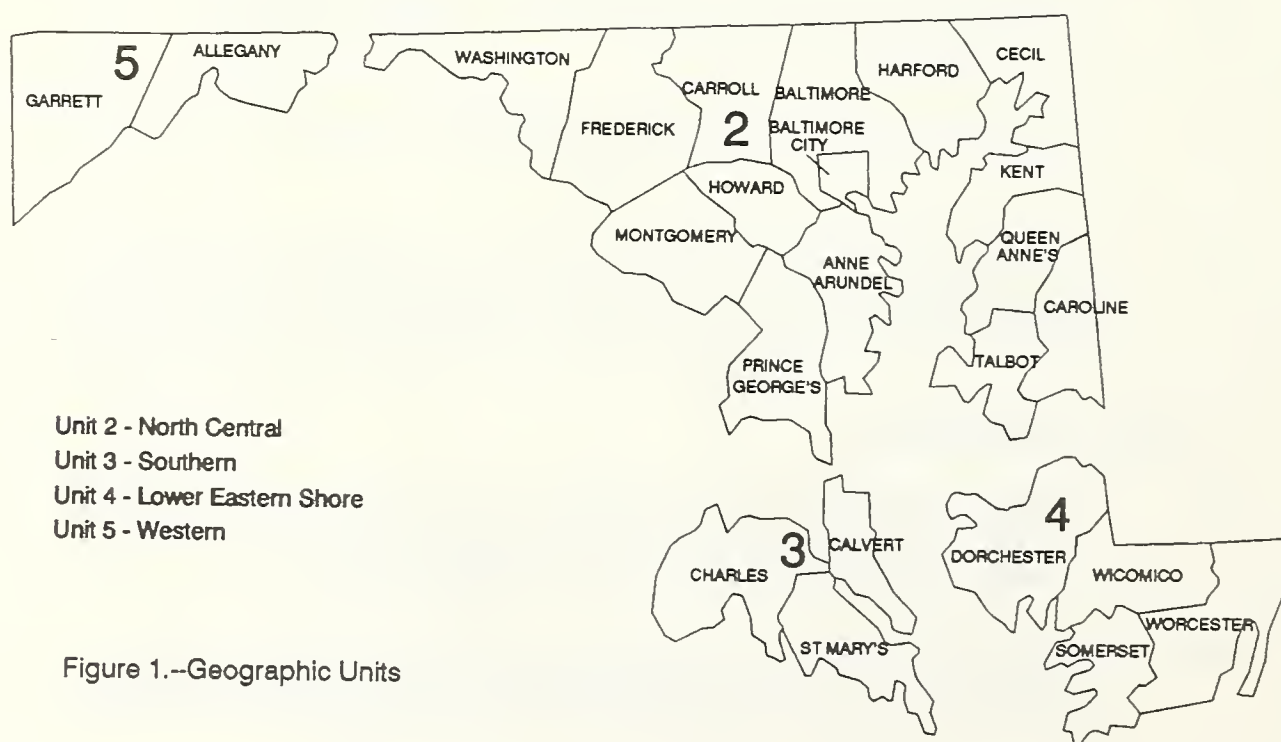 5
ALLEGANY
GARRETT
WASHINGTON
FREDERICK
CARROLL
2
BALTIMORE
BALTIMORE
CITY
HARFORD
CECIL
KENT
HOWARD
MONTGOMERY
ANNE
ARUNDEL
QUEEN
ANNE'S
CAROLINE
TALBOT
PRINCE
GEORGE'S
Unit 2 - North Central
Unit 3 - Southern
Unit 4 - Lower Eastern Shore
Unit 5 - Western
3
CALVERT
CHARLES
ST MARY'S
4
DORCHESTER
WICOMICO
WORCESTER
SOMERSET
Figure 1.--Geographic Units